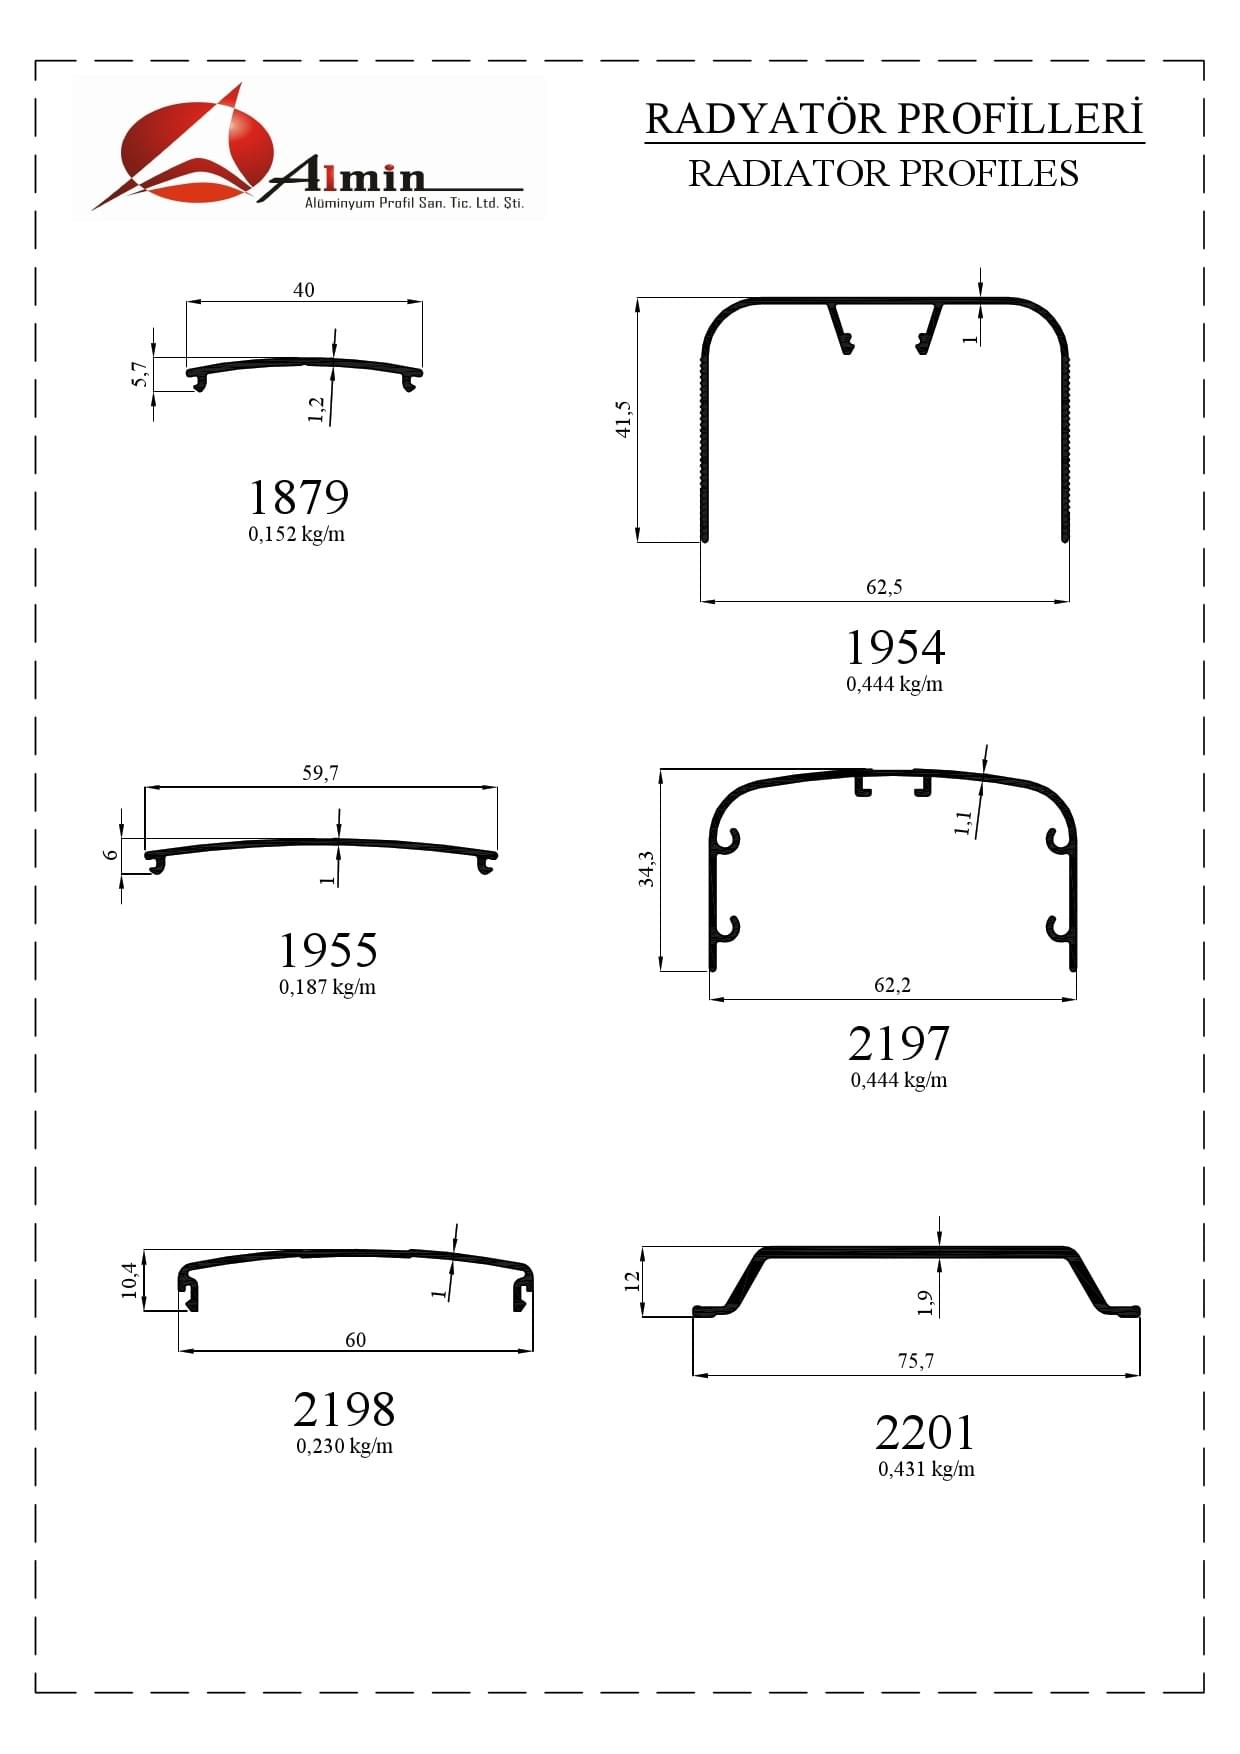 Almin
Alüminyum Profil San. Tic. Ltd. Şti.
RADYATÖR PROFİLLERİ
RADIATOR PROFILES
40
5,7
1,2
1879
0,152 kg/m
41,5
1
62,5
1954
0,444 kg/m
59,7
6
1
1955
0,187 kg/m
34,3
1,1
62,2
2197
0,444 kg/m
10,4
1
60
2198
0,230 kg/m
12
1,9
75,7
2201
0,431 kg/m